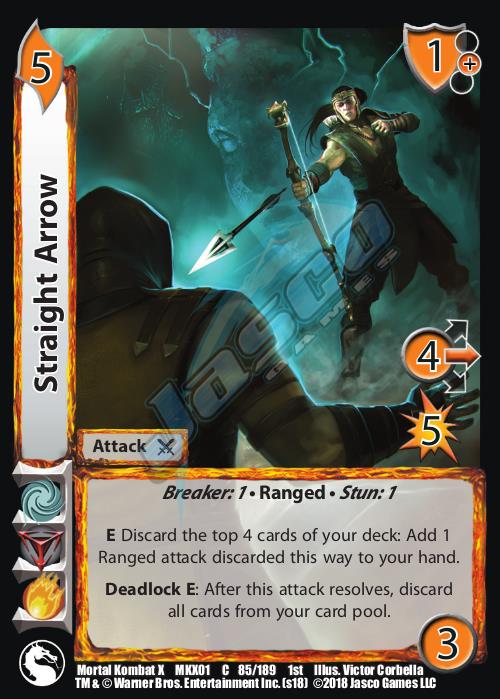 5
1
+
Straight Arrow
Jasco
GAMES
4
5
Attack
Breaker: 1 • Ranged • Stun: 1
E Discard the top 4 cards of your deck: Add 1
Ranged attack discarded this way to your hand.
Deadlock E: After this attack resolves, discard
all cards from your card pool.
3
Mortal Kombat X MKX01 C 85/189 1st Illus. Victor Corbella
TM & © Warner Bros. Entertainment Inc. (s18) ©2018 Jasco Games LLC